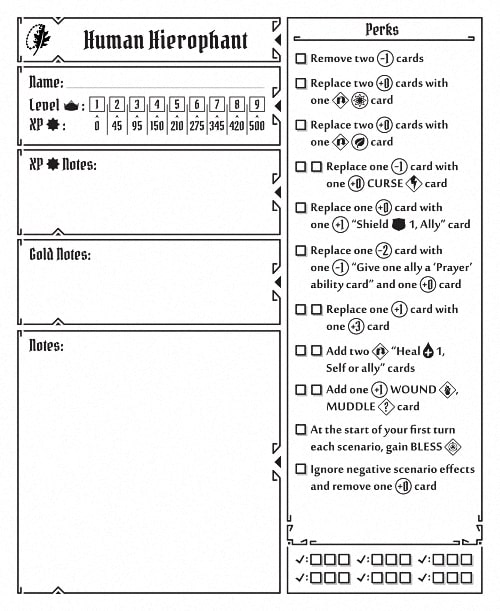 Human Hierophant
Name:
Level :
1 2 3 4 5 6 7 8 9
XP :
0 45 95 150 210 275 345 420 500
XP Notes:
Gold Notes:
Notes:
Perks
Remove two -1 cards
Replace two +0 cards with
one card
Replace two +0 cards with
one card
Replace one -1 card with
one +0 CURSE card
Replace one +0 card with
one +1 “Shield 1, Ally” card
Replace one -2 card with
one -1 “Give one ally a ‘Prayer’
ability card” and one +0 card
Replace one +1 card with
one +3 card
Add two “Heal 1,
Self or ally” cards
Add one +1 WOUND ,
MUDDLE ? card
At the start of your first turn
each scenario, gain BLESS
Ignore negative scenario effects
and remove one +0 card
✓: ✓: ✓:
✓: ✓: ✓: